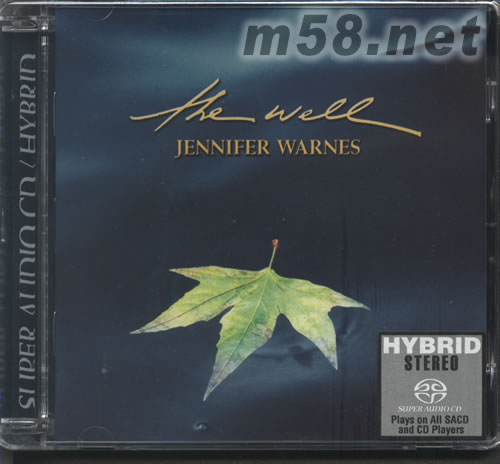 m58.net
the well
JENNIFER WARNES
SUPER AUDIO CD / HYBRID
HYBRID
STEREO
SUPER AUDIO CD
Plays on All SACD
and CD Players